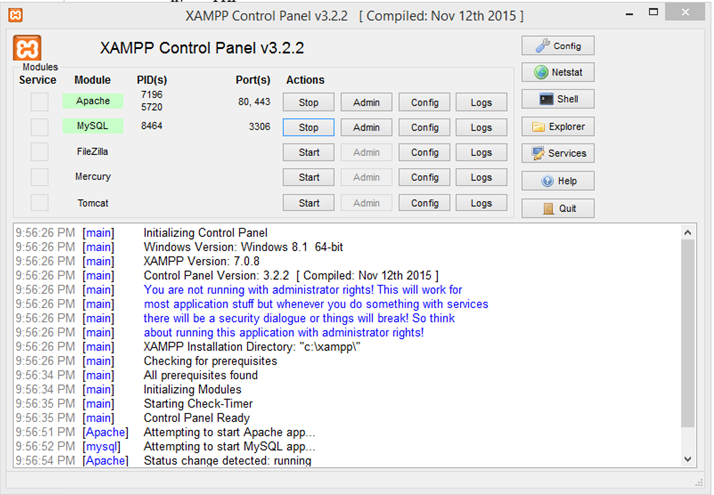 XAMPP Control Panel v3.2.2 [ Compiled: Nov 12th 2015 ]
XAMPP Control Panel v3.2.2
Config
Modules
Service Module PID(s) Port(s) Actions
Netstat
Apache 7196 5720 80, 443 Stop Admin Config Logs
Shell
MySQL 8464 3306 Stop Admin Config Logs
Explorer
FileZilla Start Admin Config Logs
Services
Mercury Start Admin Config Logs
Help
Tomcat Start Admin Config Logs
Quit
9:56:26 PM [main] Initializing Control Panel
9:56:26 PM [main] Windows Version: Windows 8.1 64-bit
9:56:26 PM [main] XAMPP Version: 7.0.8
9:56:26 PM [main] Control Panel Version: 3.2.2 [ Compiled: Nov 12th 2015 ]
9:56:26 PM [main] You are not running with administrator rights! This will work for
9:56:26 PM [main] most application stuff but whenever you do something with services
9:56:26 PM [main] there will be a security dialogue or things will break! So think
9:56:26 PM [main] about running this application with administrator rights!
9:56:26 PM [main] XAMPP Installation Directory: "c:\xampp\"
9:56:26 PM [main] Checking for prerequisites
9:56:34 PM [main] All prerequisites found
9:56:34 PM [main] Initializing Modules
9:56:35 PM [main] Starting Check-Timer
9:56:35 PM [main] Control Panel Ready
9:56:51 PM [Apache] Attempting to start Apache app...
9:56:52 PM [mysql] Attempting to start MySQL app...
9:56:54 PM [Apache] Status change detected: running